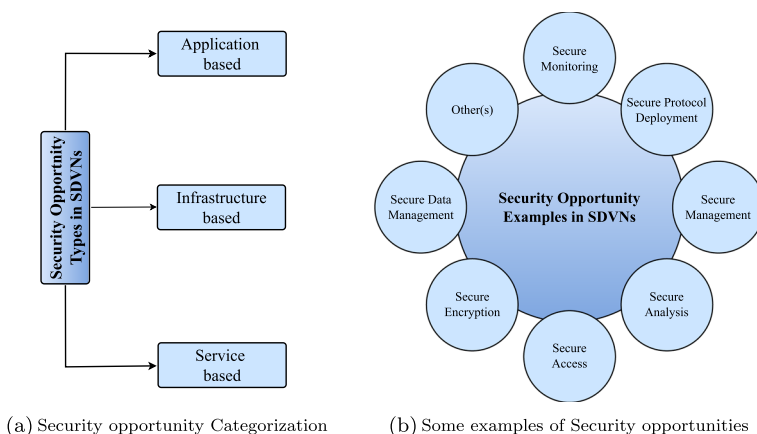 Application
based
Security Opportnity
Types in SDVNs
Infrastructure
based
Service
based
(a) Security opportunity Categorization
Secure
Monitoring
Secure Protocol
Deployment
Secure
Management
Secure
Analysis
Secure
Access
Secure
Encryption
Secure Data
Management
Other(s)
Security Opportunity
Examples in SDVNs
(b) Some examples of Security opportunities